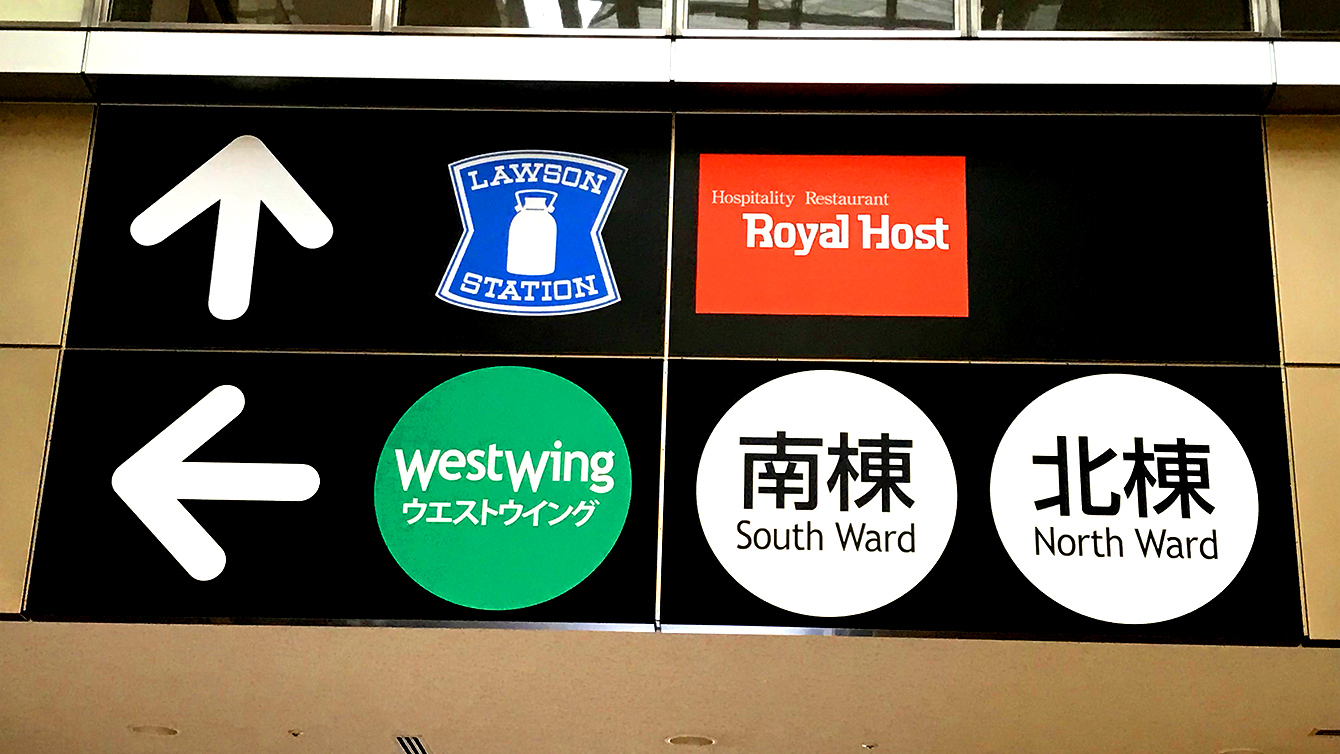 LAWSON
STATION
Hospitality Restaurant
Royal Host
westwing
ウエストウイング
南棟
South Ward
北棟
North Ward